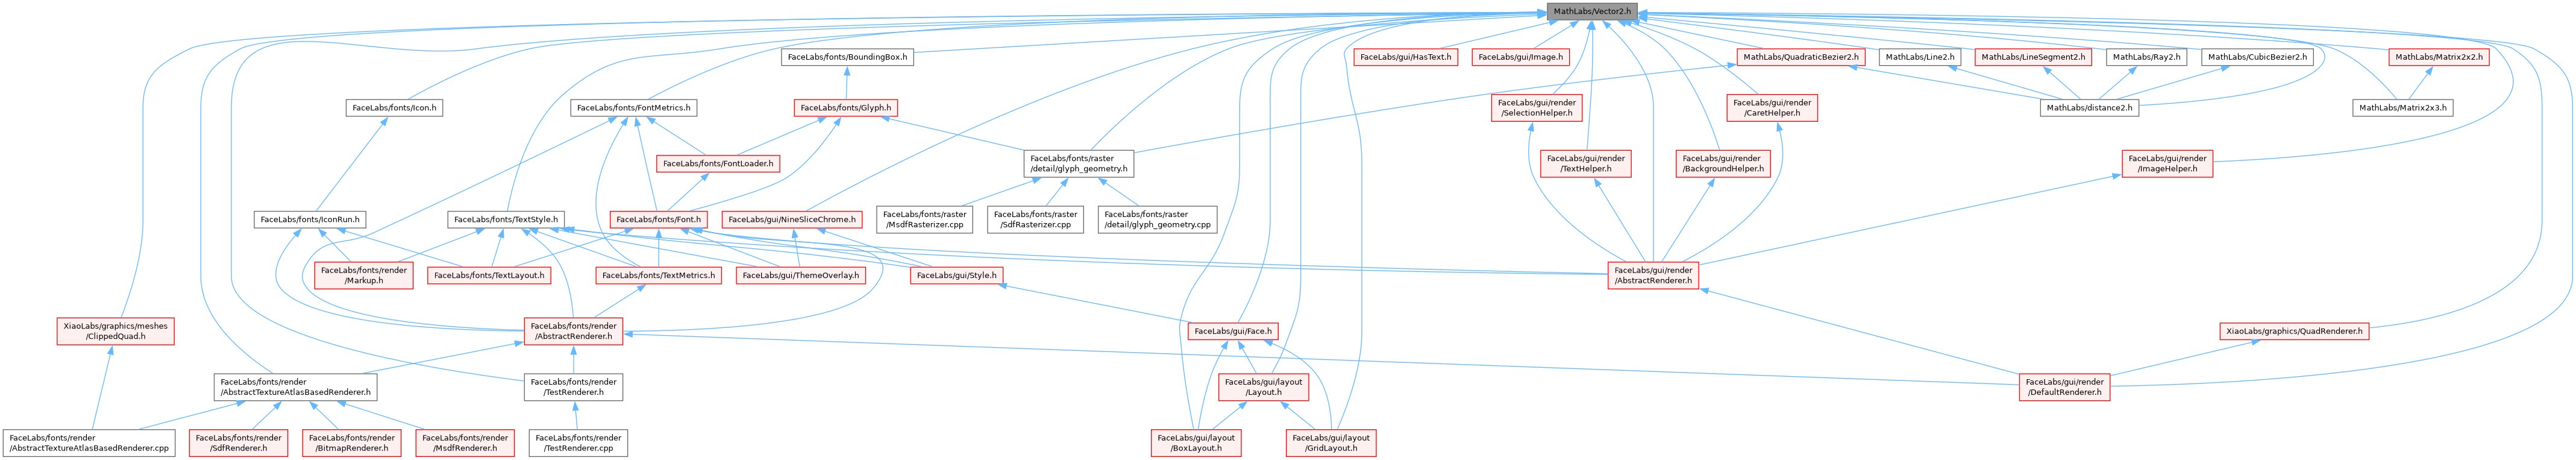 MathLabs/Vector2.h
FaceLabs/fonts/BoundingBox.h
FaceLabs/gui/HasText.h
FaceLabs/gui/Image.h
MathLabs/QuadraticBezier2.h
MathLabs/Line2.h
MathLabs/LineSegment2.h
MathLabs/Ray2.h
MathLabs/CubicBezier2.h
MathLabs/Matrix2x2.h
FaceLabs/fonts/Icon.h
FaceLabs/fonts/FontMetrics.h
FaceLabs/fonts/Glyph.h
FaceLabs/gui/render
/SelectionHelper.h
FaceLabs/gui/render
/CaretHelper.h
MathLabs/distance2.h
MathLabs/Matrix2x3.h
FaceLabs/fonts/FontLoader.h
FaceLabs/fonts/raster
/detail/glyph_geometry.h
FaceLabs/gui/render
/TextHelper.h
FaceLabs/gui/render
/BackgroundHelper.h
FaceLabs/gui/render
/ImageHelper.h
FaceLabs/fonts/IconRun.h
FaceLabs/fonts/TextStyle.h
FaceLabs/fonts/Font.h
FaceLabs/gui/NineSliceChrome.h
FaceLabs/fonts/raster
/MsdfRasterizer.cpp
FaceLabs/fonts/raster
/SdfRasterizer.cpp
FaceLabs/fonts/raster
/detail/glyph_geometry.cpp
FaceLabs/fonts/render
/Markup.h
FaceLabs/fonts/TextLayout.h
FaceLabs/fonts/TextMetrics.h
FaceLabs/gui/ThemeOverlay.h
FaceLabs/gui/Style.h
FaceLabs/gui/render
/AbstractRenderer.h
XiaoLabs/graphics/meshes
/ClippedQuad.h
FaceLabs/fonts/render
/AbstractRenderer.h
FaceLabs/gui/Face.h
XiaoLabs/graphics/QuadRenderer.h
FaceLabs/fonts/render
/AbstractTextureAtlasBasedRenderer.h
FaceLabs/fonts/render
/TestRenderer.h
FaceLabs/gui/layout
/Layout.h
FaceLabs/gui/render
/DefaultRenderer.h
FaceLabs/fonts/render
/AbstractTextureAtlasBasedRenderer.cpp
FaceLabs/fonts/render
/SdfRenderer.h
FaceLabs/fonts/render
/BitmapRenderer.h
FaceLabs/fonts/render
/MsdfRenderer.h
FaceLabs/fonts/render
/TestRenderer.cpp
FaceLabs/gui/layout
/BoxLayout.h
FaceLabs/gui/layout
/GridLayout.h